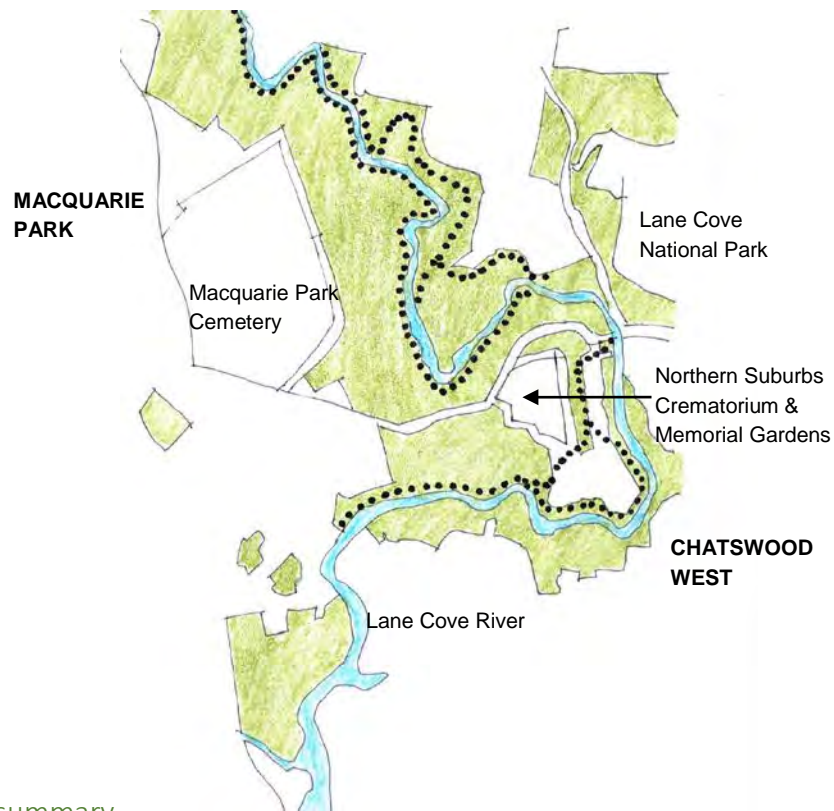 MACQUARIE
PARK
Lane Cove
National Park
Macquarie Park
Cemetery
Northern Suburbs
Crematorium &
Memorial Gardens
CHATSWOOD
WEST
Lane Cove River
summary